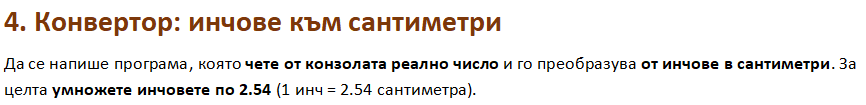 4. Конвертор: инчове към сантиметри
Да се напише програма, която чете от конзолата реално число и го преобразува от инчове в сантиметри. За
целта умножете инчовете по 2.54 (1 инч = 2.54 сантиметра).